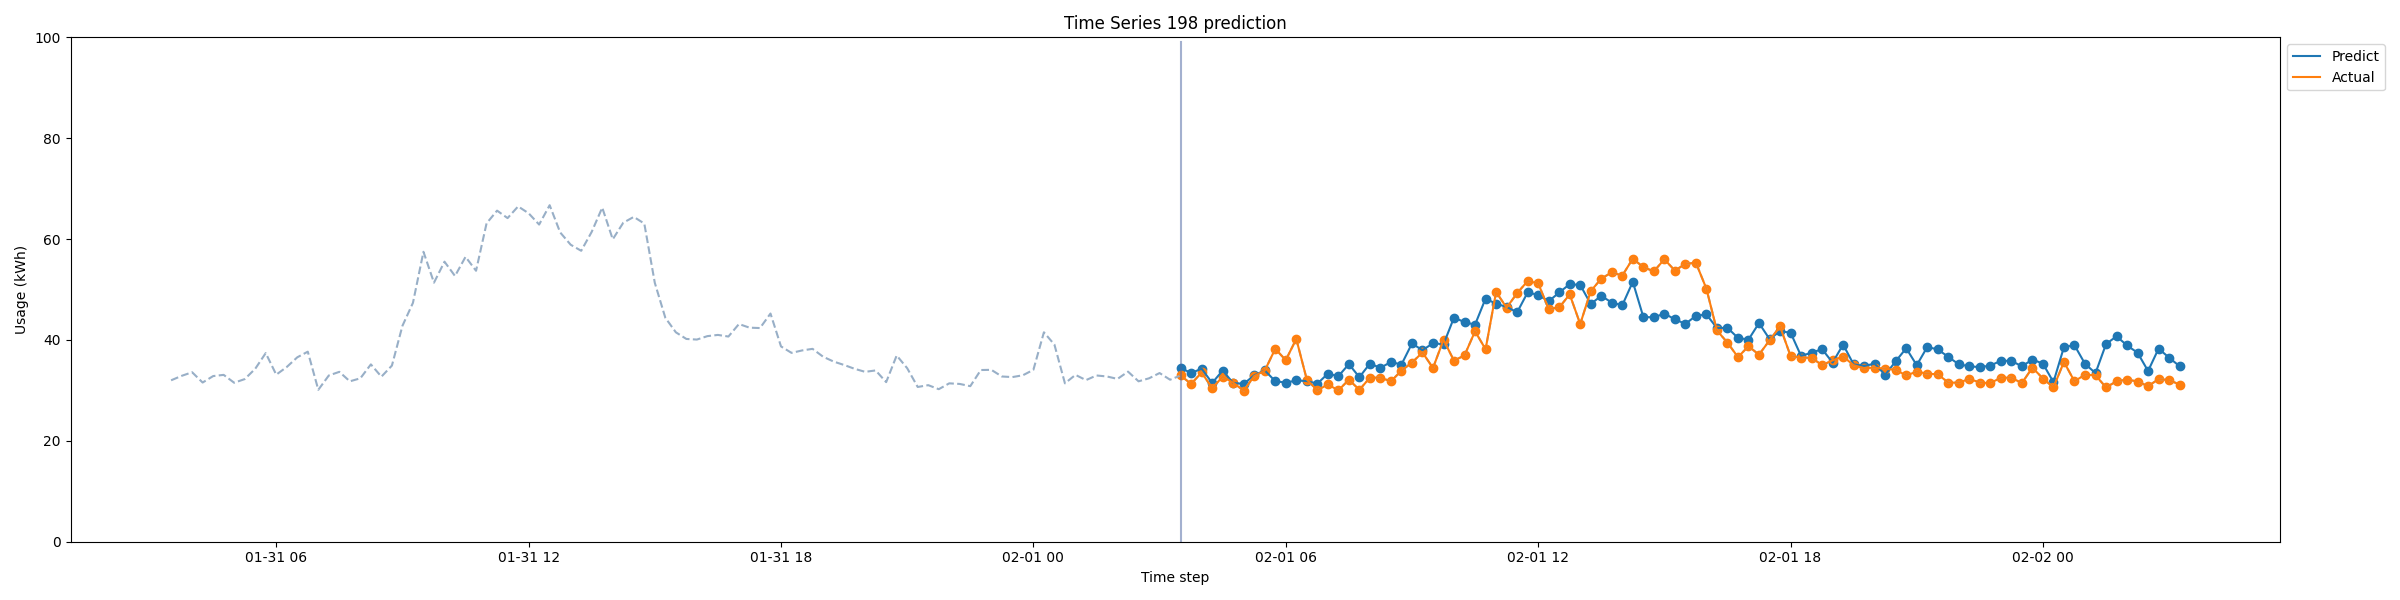 Time Series 198 prediction
100
80
60
40
20
0
Usage (kWh)
01-31 06
01-31 12
01-31 18
02-01 00
02-01 06
02-01 12
02-01 18
02-02 00
Time step
Predict
Actual